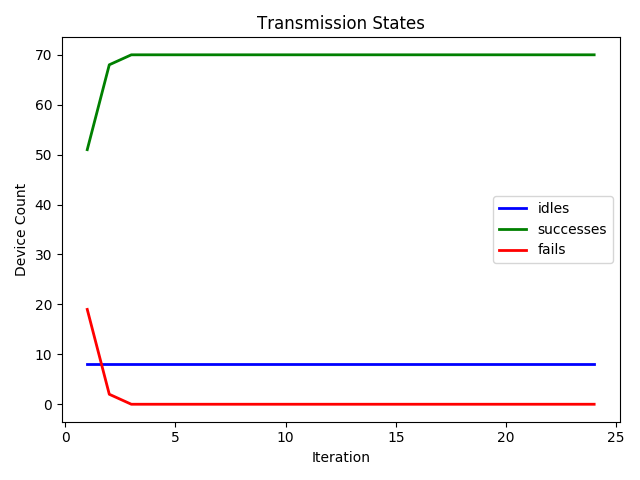 Transmission States
Device Count
70
60
50
40
30
20
10
0
idles
successes
fails
0 5 10 15 20 25
Iteration